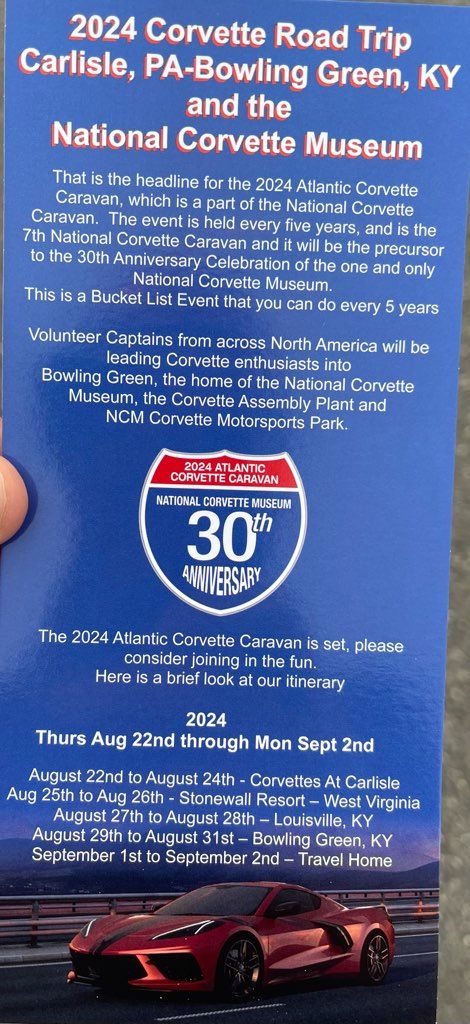 2024 Corvette Road Trip
Carlisle, PA-Bowling Green, KY
and the
National Corvette Museum
That is the headline for the 2024 Atlantic Corvette
Caravan, which is a part of the National Corvette
Caravan. The event is held every five years, and is the
7th National Corvette Caravan and it will be the precursor
to the 30th Anniversary Celebration of the one and only
National Corvette Museum.
This is a Bucket List Event that you can do every 5 years
Volunteer Captains from across North America will be
leading Corvette enthusiasts into
Bowling Green, the home of the National Corvette
Museum, the Corvette Assembly Plant and
NCM Corvette Motorsports Park.
2024 ATLANTIC
CORVETTE CARAVAN
NATIONAL CORVETTE MUSEUM
30th
ANNIVERSARY
The 2024 Atlantic Corvette Caravan is set, please
consider joining in the fun.
Here is a brief look at our itinerary
2024
Thurs Aug 22nd through Mon Sept 2nd
August 22nd to August 24th - Corvettes At Carlisle
Aug 25th to Aug 26th - Stonewall Resort – West Virginia
August 27th to August 28th – Louisville, KY
August 29th to August 31st – Bowling Green, KY
September 1st to September 2nd – Travel Home